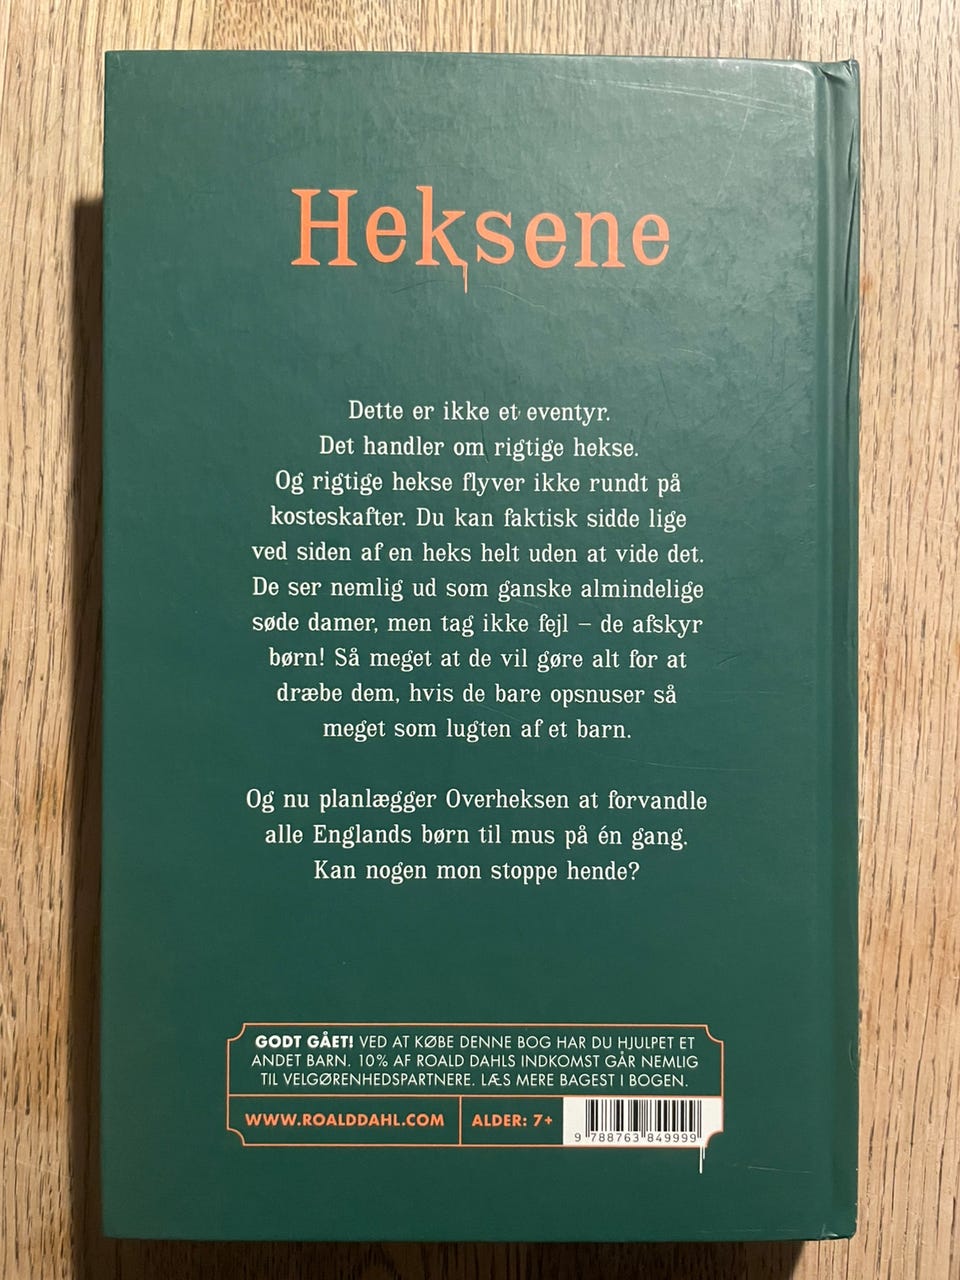 Heksene
Dette er ikke et eventyr.
Det handler om rigtige hekse.
Og rigtige hekse flyver ikke rundt på
kosteskafter. Du kan faktisk sidde lige
ved siden af en heks helt uden at vide det.
De ser nemlig ud som ganske almindelige
søde damer, men tag ikke fejl – de afskyr
børn! Så meget at de vil gøre alt for at
dræbe dem, hvis de bare opsnuser så
meget som lugten af et barn.
Og nu planlægger Overheksen at forvandle
alle Englands børn til mus på én gang.
Kan nogen mon stoppe hende?
GODT GÅET! VED AT KØBE DENNE BOG HAR DU HJULPET ET
ANDET BARN. 10% AF ROALD DAHLS INDKOMST GÅR NEMLIG
TIL VELGØRENHEDSPARTNERE. LÆS MERE BAGEST I BOGEN.
WWW.ROALDDAHL.COM
ALDER: 7+
9 788763 849999